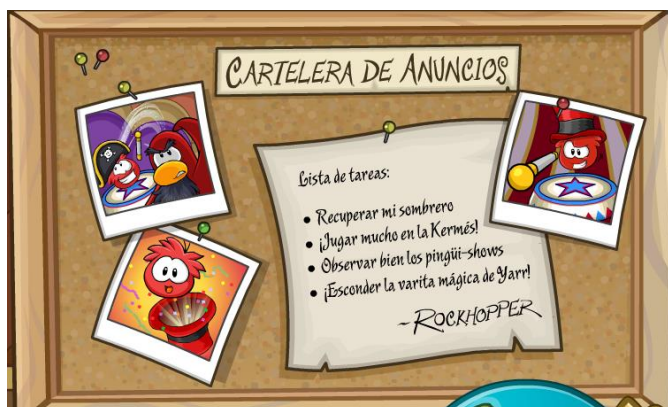 CARTELERA DE ANUNCIOS
Lista de tareas:
• Recuperar mi sombrero
• ¡Jugar mucho en la Kermés!
• Observar bien los pingüi-shows
• ¡Esconder la varita mágica de Yarr!
~ROCKHOPPER